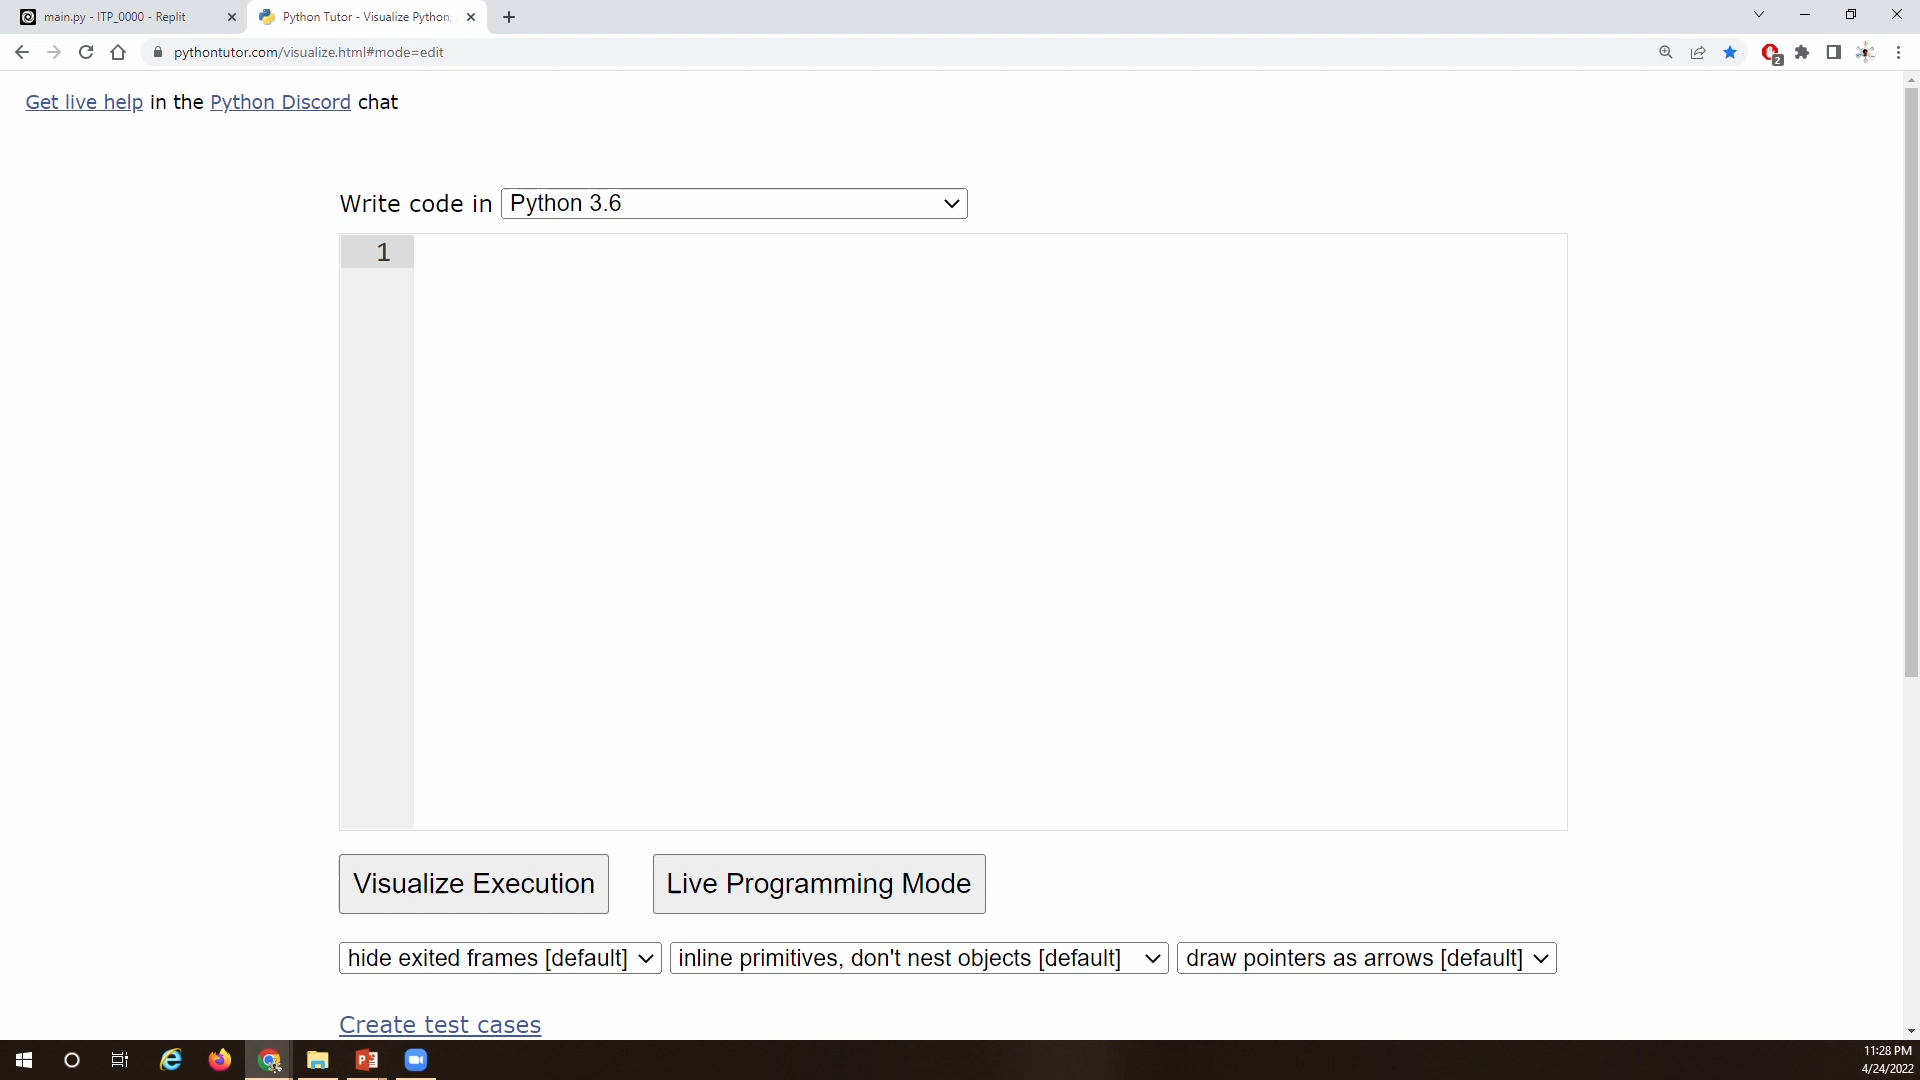 main.py - ITP_0000 - Replit
Python Tutor - Visualize Python,
pythontutor.com/visualize.html#mode=edit
2
Get live help in the Python Discord chat
Write code in Python 3.6
1
Visualize Execution
Live Programming Mode
hide exited frames [default]
inline primitives, don't nest objects [default]
draw pointers as arrows [default]
Create test cases
11:28 PM
4/24/2022